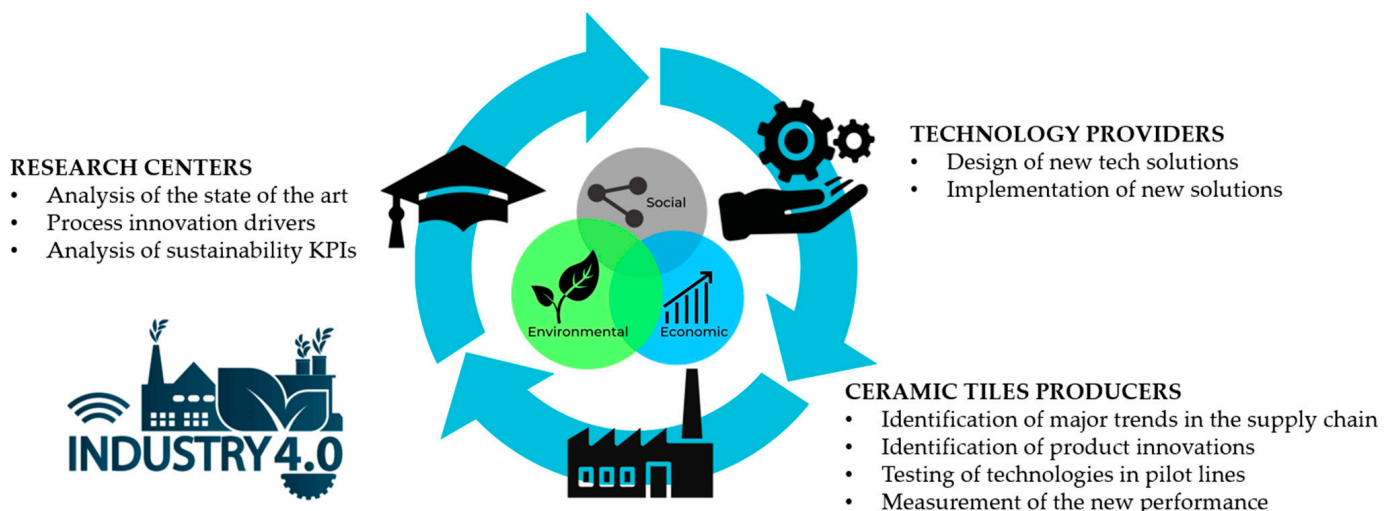 RESEARCH CENTERS
• Analysis of the state of the art
• Process innovation drivers
• Analysis of sustainability KPIs
INDUSTRY 4.0
Social
Environmental
Economic
TECHNOLOGY PROVIDERS
• Design of new tech solutions
• Implementation of new solutions
CERAMIC TILES PRODUCERS
• Identification of major trends in the supply chain
• Identification of product innovations
• Testing of technologies in pilot lines
• Measurement of the new performance